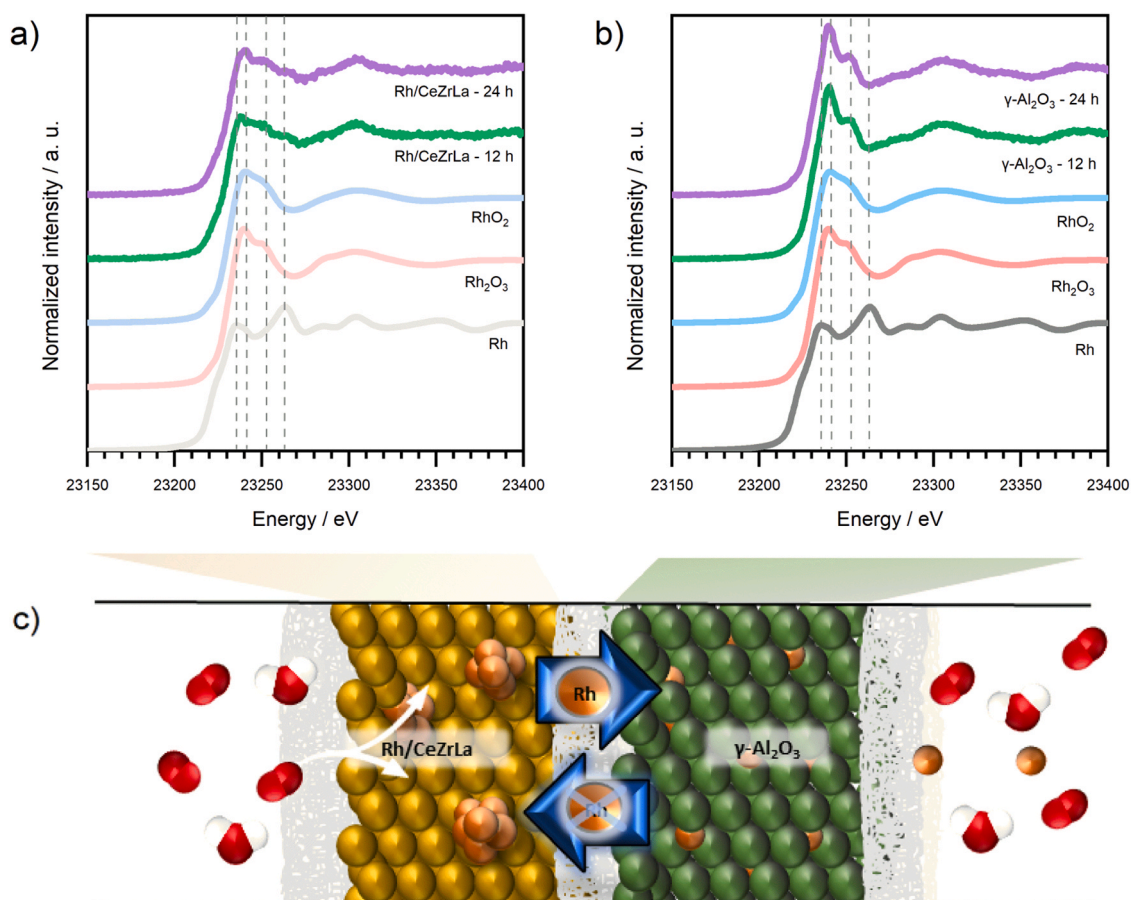 a)
Normalized intensity / a. u.
Rh/CeZrLa - 24 h
Rh/CeZrLa - 12 h
RhO₂
Rh₂O₃
Rh
23150 23200 23250 23300 23350 23400
Energy / eV
b)
Normalized intensity / a. u.
γ-Al₂O₃ - 24 h
γ-Al₂O₃ - 12 h
RhO₂
Rh₂O₃
Rh
23150 23200 23250 23300 23350 23400
Energy / eV
c)
Rh
Rh/CeZrLa
γ-Al₂O₃
Rh